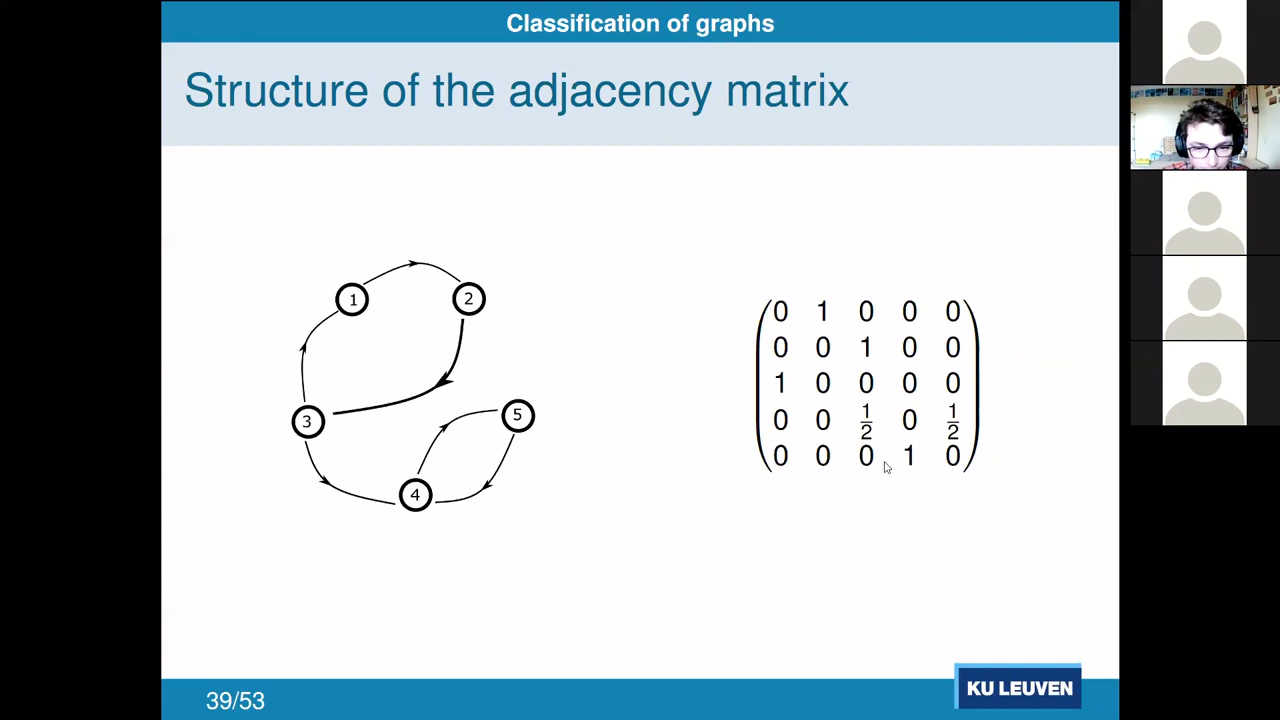 Classification of graphs
Structure of the adjacency matrix
1
2
3
5
4
0 1 0 0 0
0 0 1 0 0
1 0 0 0 0
0 0 1/2 0 1/2
0 0 0 1 0
39/53
KU LEUVEN